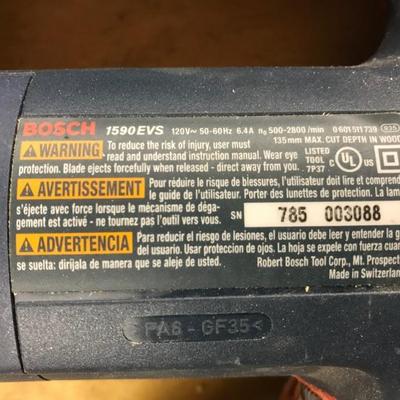 BOSCH 1590EVS 120V~ 50-60Hz 6.4A n0 500-2800/min 0 601 511 739
135mm MAX. CUT DEPTH IN WOOD
WARNING To reduce the risk of injury, user must
read and understand instruction manual. Wear eye
protection. Blade ejects forcefully when released - direct away from you.
LISTED
TOOL
7P37
C UL US
AVERTISSEMENT Pour réduire le risque de blessures, l'utilisateur doit lire et comprendre
le guide d'utilisation. Porter des lunettes de protection. La lame
s'éjecte avec force lorsque le mécanisme de déga-
gement est activé - ne tournez pas l'outil vers vous.
SN 785 003088
ADVERTENCIA Para reducir el riesgo de lesiones, el usuario debe leer y entender la
guía del usuario. Usar protección en los ojos. La hoja se expele con fuerza cuando
se suelta: diríjala de manera que se aleje de usted.
Robert Bosch Tool Corp., Mt. Prospect
Made in Switzerland
>PA6 - GF35<